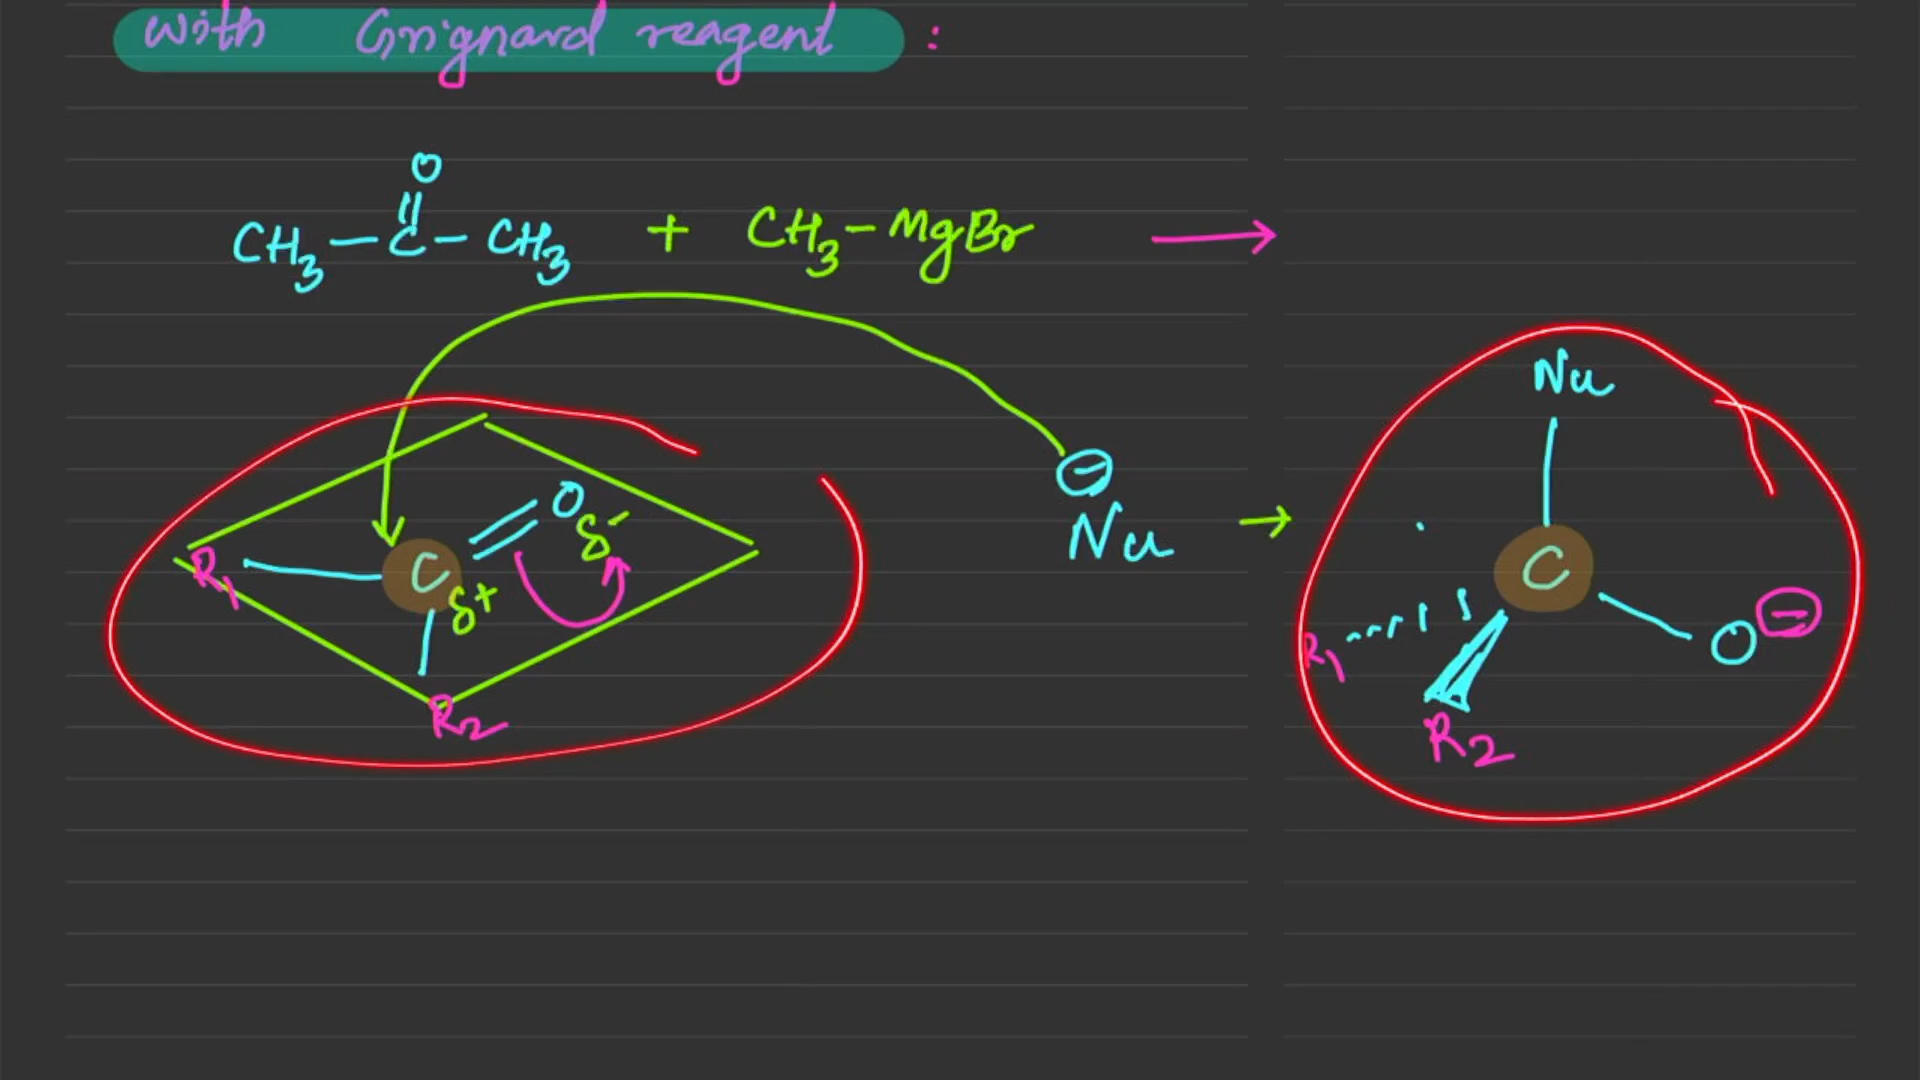 with Grignard reagent :
O
CH3 — C — CH3 + CH3 — MgBr →
Nu
⊖
O δ-
Nu →
R1 C δ+
C
R1 O ⊖
R2
R2